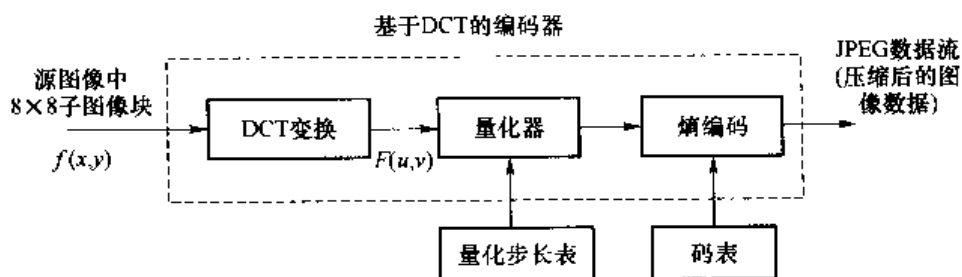 基于DCT的编码器
源图像中
8×8子图像块
f(x,y)
DCT变换
F(u,v)
量化器
熵编码
JPEG数据流
(压缩后的图
像数据)
量化步长表
码表